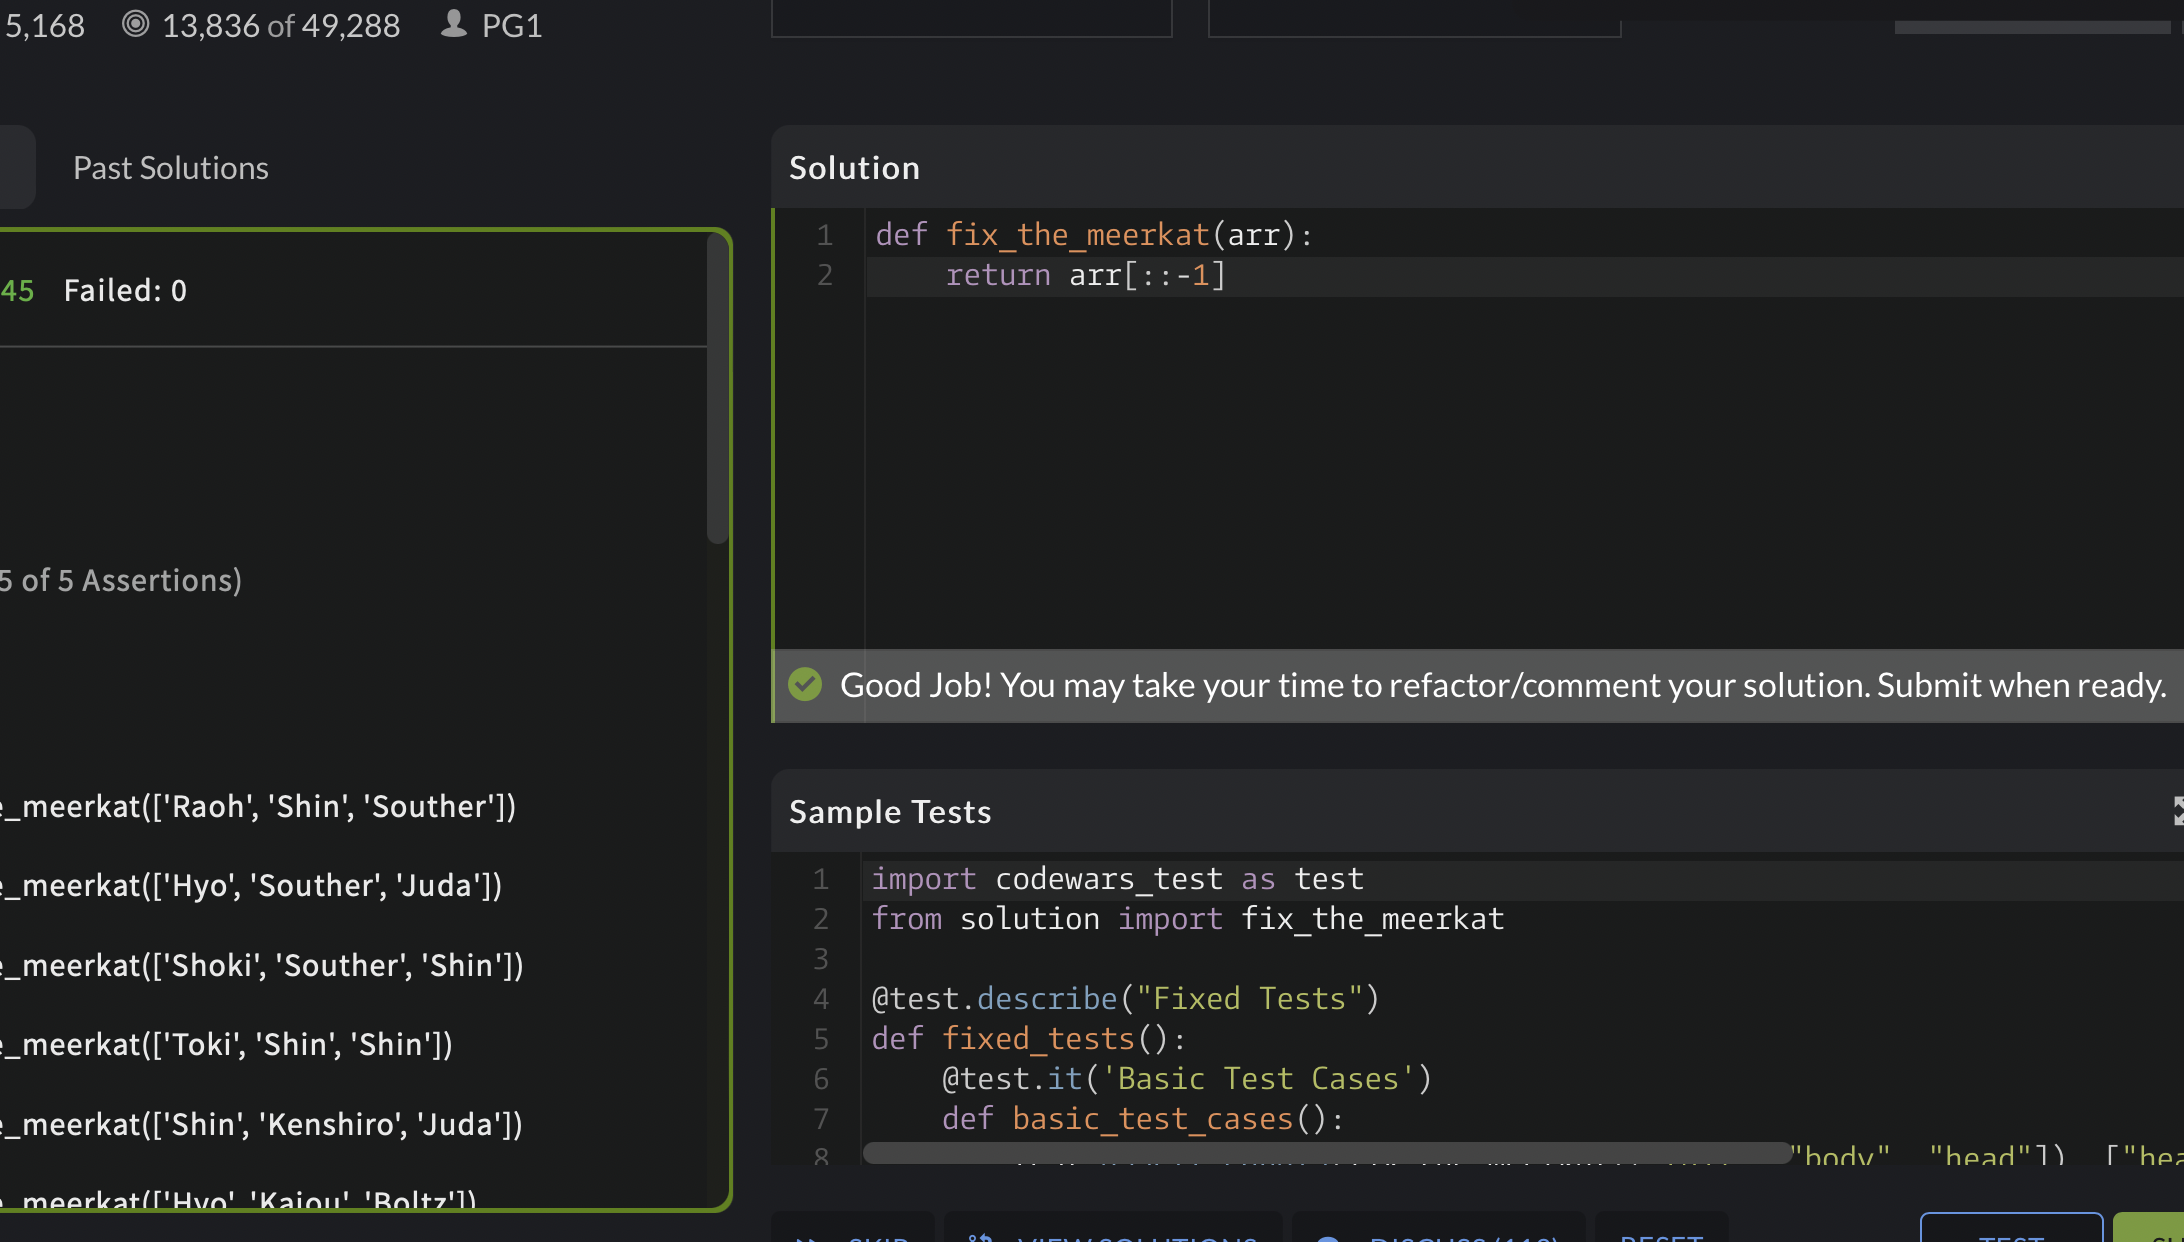 5,168 13,836 of 49,288 PG1
Past Solutions
45 Failed: 0
5 of 5 Assertions)
_meerkat(['Raoh', 'Shin', 'Souther'])
_meerkat(['Hyo', 'Souther', 'Juda'])
_meerkat(['Shoki', 'Souther', 'Shin'])
_meerkat(['Toki', 'Shin', 'Shin'])
_meerkat(['Shin', 'Kenshiro', 'Juda'])
_meerkat(['Hyo', 'Kaiou', 'Boltz'])
Solution
1 def fix_the_meerkat(arr):
2 return arr[::-1]
Good Job! You may take your time to refactor/comment your solution. Submit when ready.
Sample Tests
1 import codewars_test as test
2 from solution import fix_the_meerkat
3
4 @test.describe("Fixed Tests")
5 def fixed_tests():
6 @test.it('Basic Test Cases')
7 def basic_test_cases():
8 "body" "head"]) ["hea
SKIP VIEW SOLUTIONS DISCUSS RESET TEST